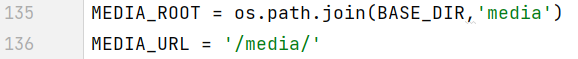 135 MEDIA_ROOT = os.path.join(BASE_DIR,'media')
136 MEDIA_URL = '/media/'